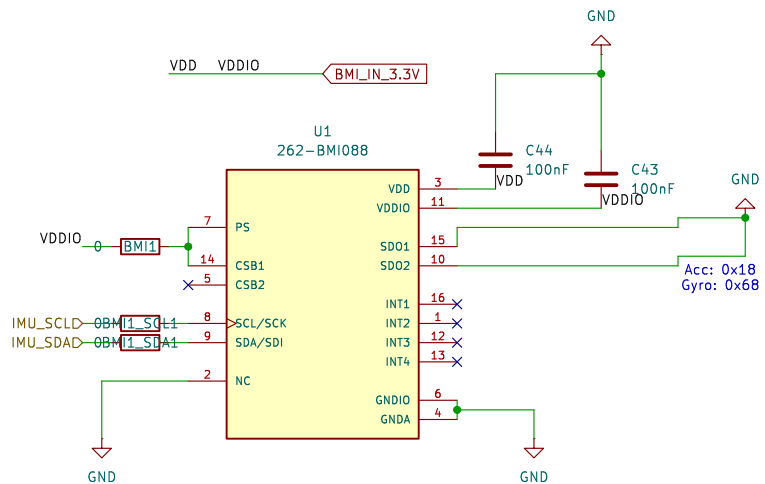 GND
VDD VDDIO BMI_IN_3.3V
U1
262-BMI088
C44
100nF
VDD
C43
100nF
VDDIO
GND
3 VDD
11 VDDIO
VDDIO 0 BMI1
7 PS
15 SDO1
14 CSB1
10 SDO2
5 CSB2
Acc: 0x18
Gyro: 0x68
16 INT1
IMU_SCL 0 BMI1_SCL1 8 SCL/SCK
1 INT2
IMU_SDA 0 BMI1_SDA1 9 SDA/SDI
12 INT3
13 INT4
2 NC
6 GNDIO
4 GNDA
GND
GND